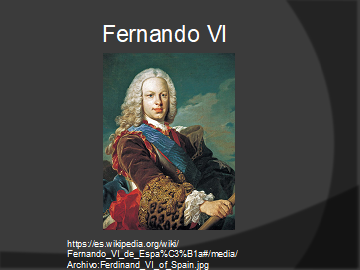 Fernando VI
https://es.wikipedia.org/wiki/
Fernando_VI_de_Espa%C3%B1a#/media/
Archivo:Ferdinand_VI_of_Spain.jpg